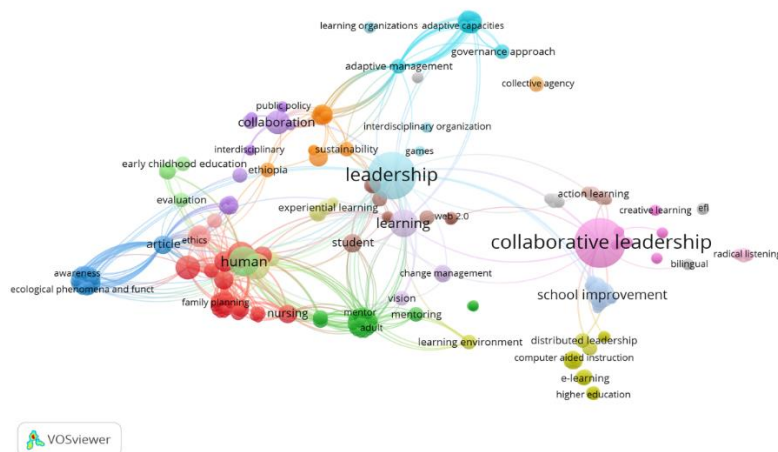 learning organizations
adaptive capacities
governance approach
adaptive management
collective agency
public policy
collaboration
interdisciplinary organization
interdisciplinary
sustainability
games
early childhood education
ethiopia
leadership
action learning
evaluation
experiential learning
creative learning
efl
learning
web 2.0
article
ethics
student
collaborative leadership
radical listening
human
bilingual
awareness
change management
ecological phenomena and funct
school improvement
family planning
vision
nursing
mentor
mentoring
adult
learning environment
distributed leadership
computer aided instruction
e-learning
higher education
VOSviewer